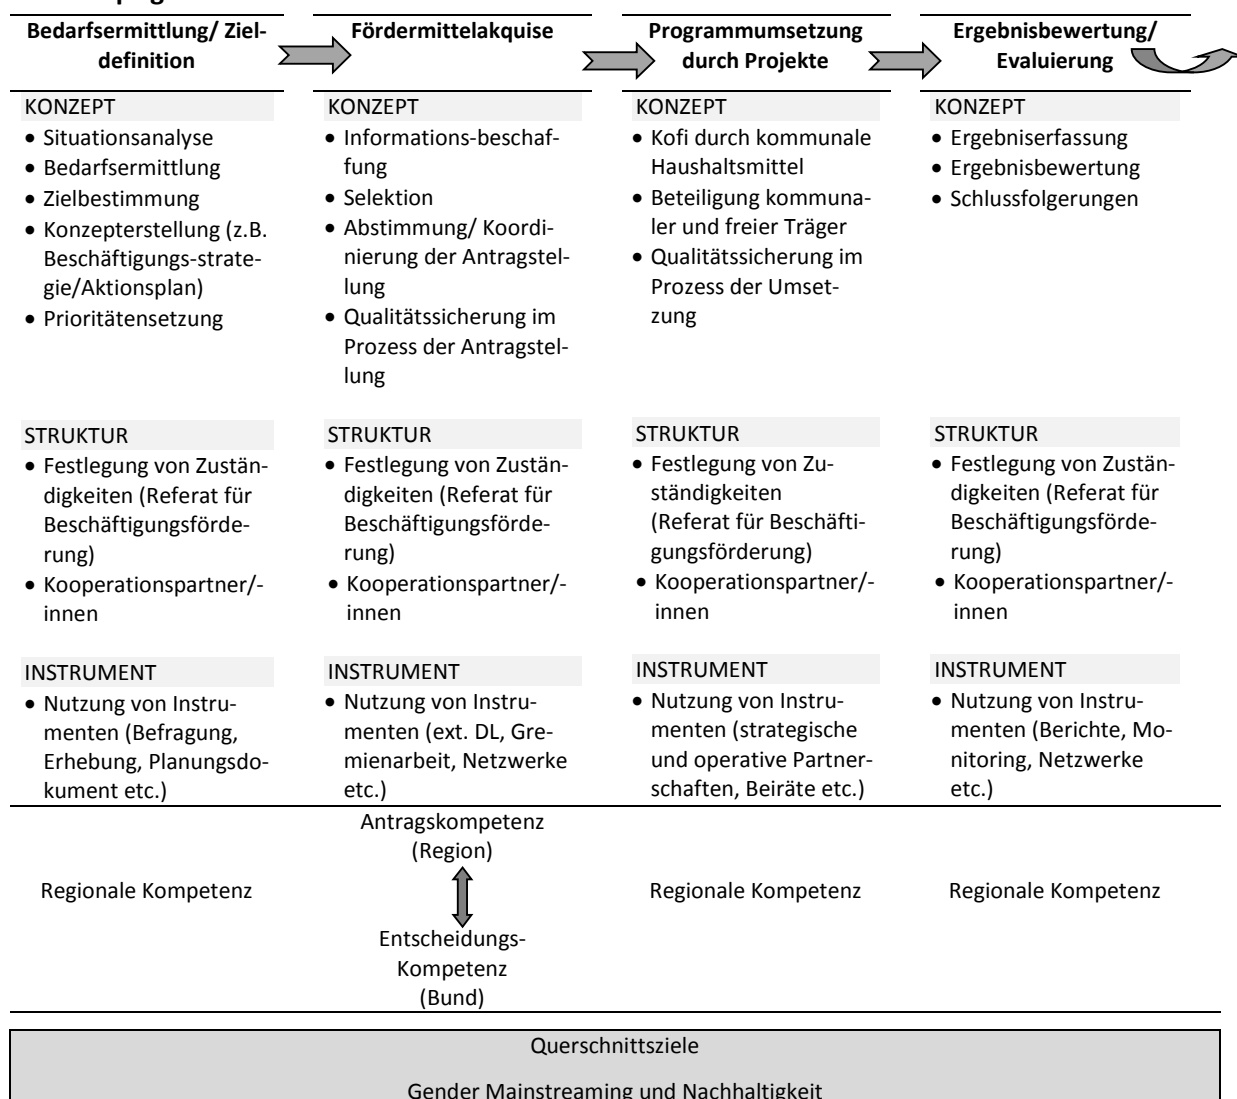 Bedarfsermittlung/ Ziel-
definition
Fördermittelakquise
Programmumsetzung
durch Projekte
Ergebnisbewertung/
Evaluierung
KONZEPT
• Situationsanalyse
• Bedarfsermittlung
• Zielbestimmung
• Konzepterstellung (z.B.
Beschäftigungs-strate-
gie/Aktionsplan)
• Prioritätensetzung
KONZEPT
• Informations-beschaf-
fung
• Selektion
• Abstimmung/ Koordi-
nierung der Antragstel-
lung
• Qualitätssicherung im
Prozess der Antragstel-
lung
KONZEPT
• Kofi durch kommunale
Haushaltsmittel
• Beteiligung kommuna-
ler und freier Träger
• Qualitätssicherung im
Prozess der Umset-
zung
KONZEPT
• Ergebniserfassung
• Ergebnisbewertung
• Schlussfolgerungen
STRUKTUR
• Festlegung von Zustän-
digkeiten (Referat für
Beschäftigungsförde-
rung)
• Kooperationspartner/-
innen
STRUKTUR
• Festlegung von Zustän-
digkeiten (Referat für
Beschäftigungsförde-
rung)
• Kooperationspartner/-
innen
STRUKTUR
• Festlegung von Zu-
ständigkeiten
(Referat für Beschäfti-
gungsförderung)
• Kooperationspartner/-
innen
STRUKTUR
• Festlegung von Zustän-
digkeiten (Referat für
Beschäftigungsförde-
rung)
• Kooperationspartner/-
innen
INSTRUMENT
• Nutzung von Instru-
menten (Befragung,
Erhebung, Planungsdo-
kument etc.)
INSTRUMENT
• Nutzung von Instru-
menten (ext. DL, Gre-
mienarbeit, Netzwerke
etc.)
INSTRUMENT
• Nutzung von Instru-
menten (strategische
und operative Partner-
schaften, Beiräte etc.)
INSTRUMENT
• Nutzung von Instru-
menten (Berichte, Mo-
nitoring, Netzwerke
etc.)
Regionale Kompetenz
Antragskompetenz
(Region)
Entscheidungs-
Kompetenz
(Bund)
Regionale Kompetenz
Regionale Kompetenz
Querschnittsziele
Gender Mainstreaming und Nachhaltigkeit